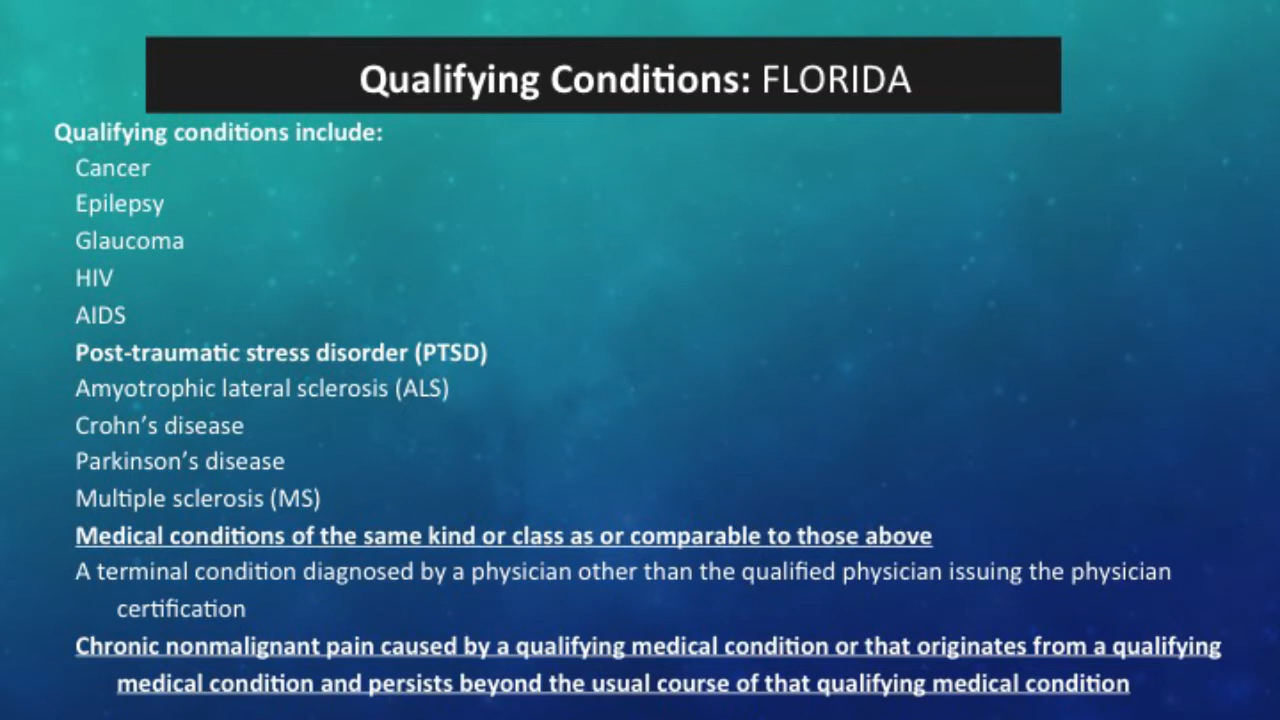 Qualifying Conditions: FLORIDA
Qualifying conditions include:
Cancer
Epilepsy
Glaucoma
HIV
AIDS
Post-traumatic stress disorder (PTSD)
Amyotrophic lateral sclerosis (ALS)
Crohn’s disease
Parkinson’s disease
Multiple sclerosis (MS)
Medical conditions of the same kind or class as or comparable to those above
A terminal condition diagnosed by a physician other than the qualified physician issuing the physician
certification
Chronic nonmalignant pain caused by a qualifying medical condition or that originates from a qualifying
medical condition and persists beyond the usual course of that qualifying medical condition